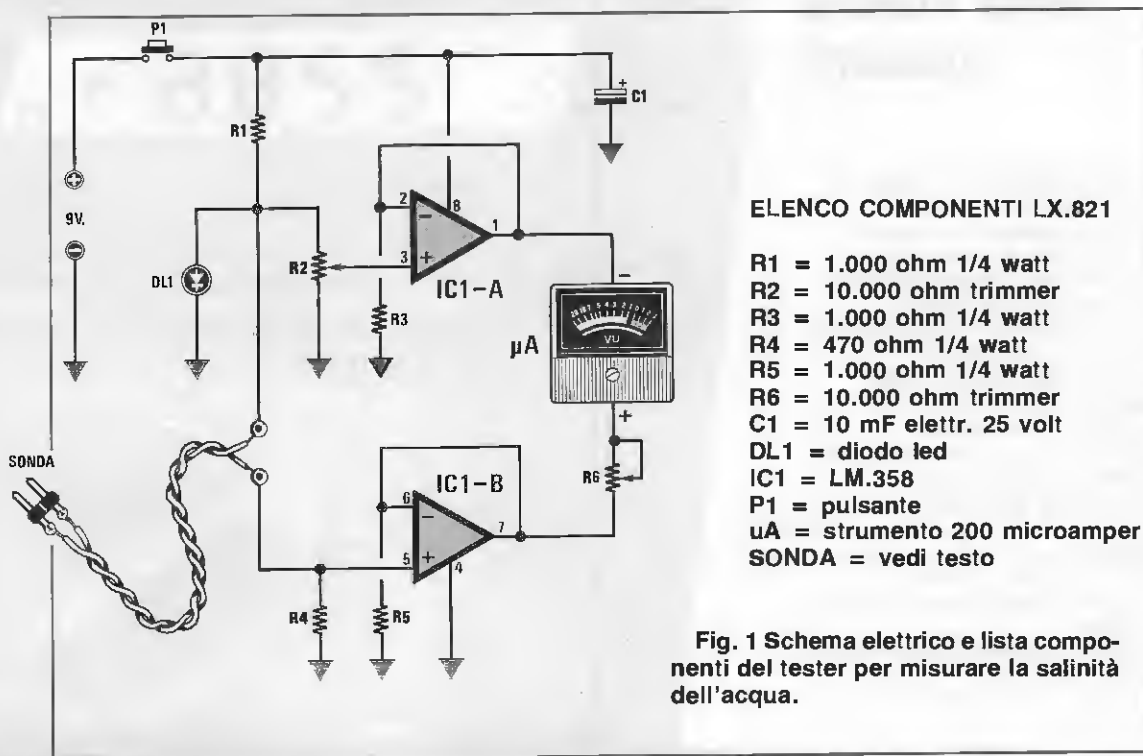 P1
R1
C1
9V.
DL1
R2
2
3
8
1
IC1-A
R3
µA
-
VU
+
R6
SONDA
IC1-B
6
5
7
4
R4
R5
ELENCO COMPONENTI LX.821
R1 = 1.000 ohm 1/4 watt
R2 = 10.000 ohm trimmer
R3 = 1.000 ohm 1/4 watt
R4 = 470 ohm 1/4 watt
R5 = 1.000 ohm 1/4 watt
R6 = 10.000 ohm trimmer
C1 = 10 mF elettr. 25 volt
DL1 = diodo led
IC1 = LM.358
P1 = pulsante
uA = strumento 200 microamper
SONDA = vedi testo
Fig. 1 Schema elettrico e lista compo-
nenti del tester per misurare la salinità
dell'acqua.